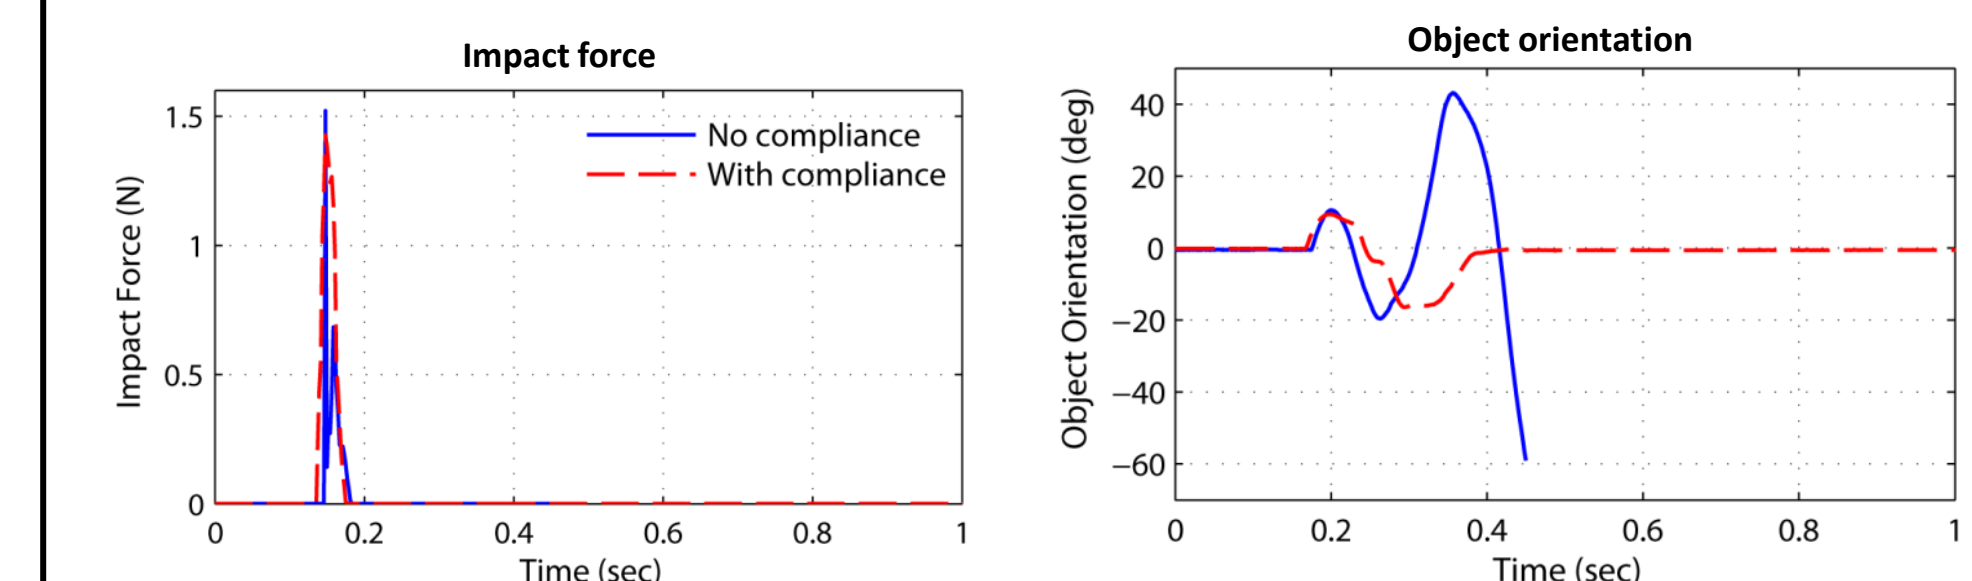 Impact force
1.5
1
0.5
0
Impact Force (N)
No compliance
With compliance
0 0.2 0.4 0.6 0.8 1
Time (sec)
Object orientation
40
20
0
−20
−40
−60
Object Orientation (deg)
0 0.2 0.4 0.6 0.8 1
Time (sec)